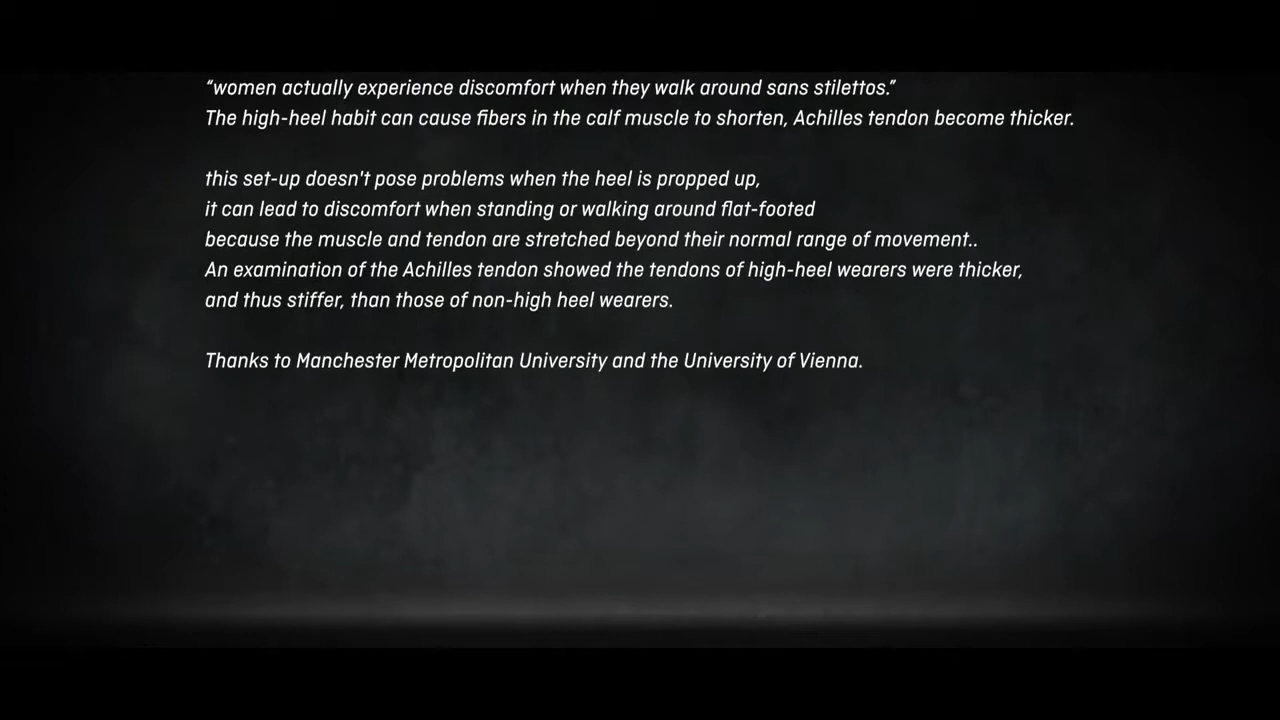 “women actually experience discomfort when they walk around sans stilettos.”
The high-heel habit can cause fibers in the calf muscle to shorten, Achilles tendon become thicker.
this set-up doesn't pose problems when the heel is propped up,
it can lead to discomfort when standing or walking around flat-footed
because the muscle and tendon are stretched beyond their normal range of movement..
An examination of the Achilles tendon showed the tendons of high-heel wearers were thicker,
and thus stiffer, than those of non-high heel wearers.
Thanks to Manchester Metropolitan University and the University of Vienna.